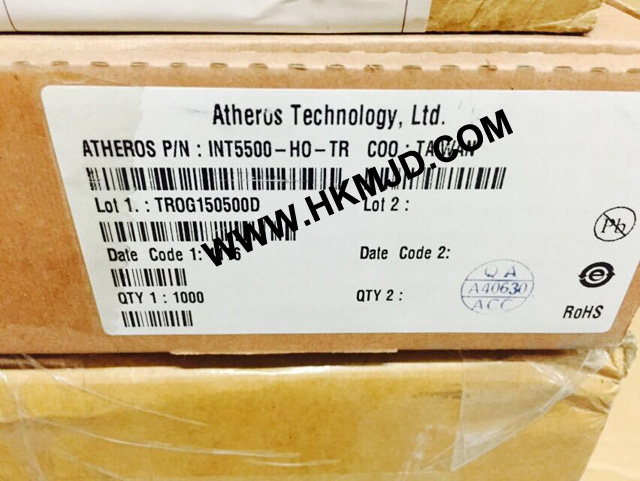 Atheros Technology, Ltd.
ATHEROS P/N : INT5500-HO-TR COO : TAIWAN
Lot 1. : TROG150500D Lot 2 :
Date Code 1: Date Code 2:
QTY 1 : 1000 QTY 2 :
Pb
e
RoHS
QA
A40630
ACC
WWW.HKMJD.COM